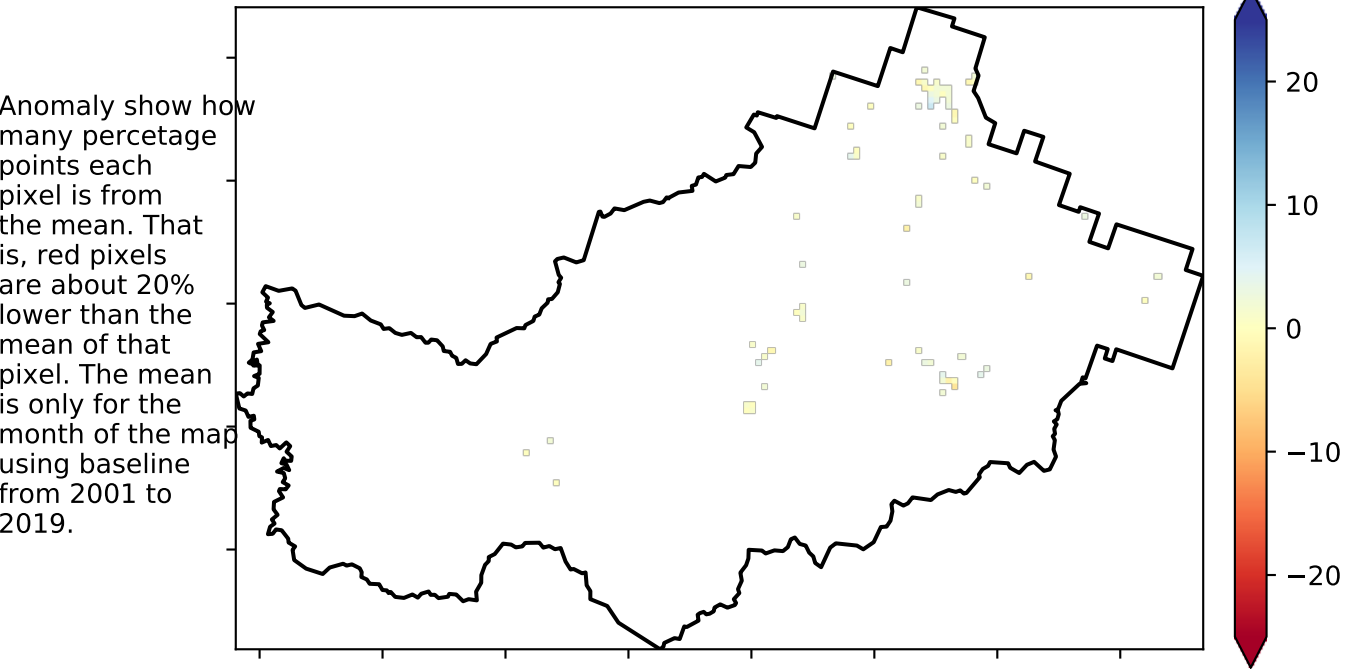 Anomaly show how
many percetage
points each
pixel is from
the mean. That
is, red pixels
are about 20%
lower than the
mean of that
pixel. The mean
is only for the
month of the map
using baseline
from 2001 to
2019.
20
10
0
−10
−20